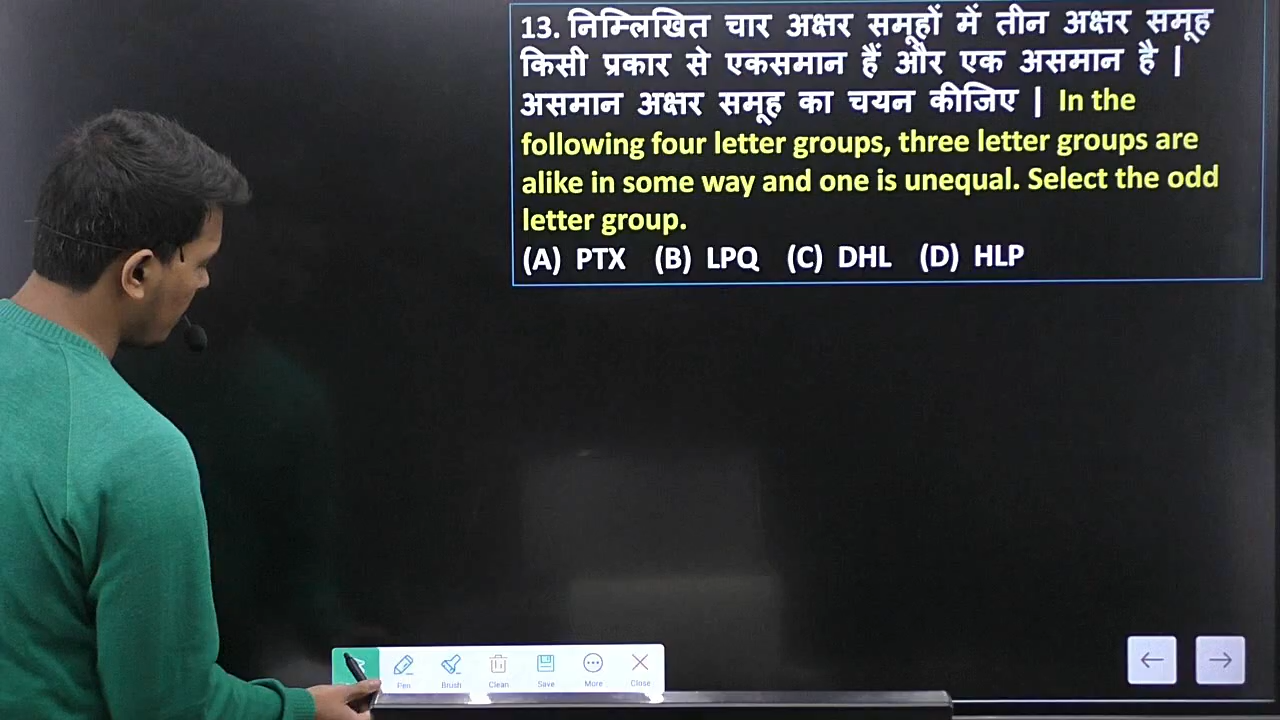 13. निम्लिखित चार अक्षर समूहों में तीन अक्षर समूह
किसी प्रकार से एकसमान हैं और एक असमान है |
असमान अक्षर समूह का चयन कीजिए | In the
following four letter groups, three letter groups are
alike in some way and one is unequal. Select the odd
letter group.
(A) PTX (B) LPQ (C) DHL (D) HLP
Pen Brush Clean Save More Close